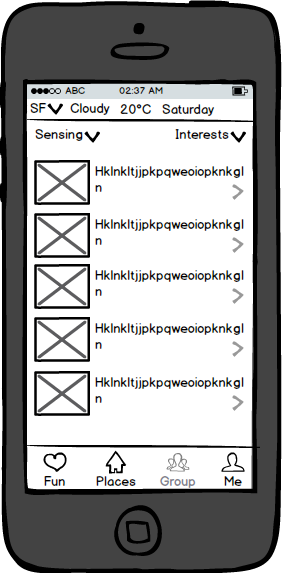 ABC 02:37 AM
SF Cloudy 20°C Saturday
Sensing Interests
Hklnkltjjpkpqweoiopknkgl
n
Hklnkltjjpkpqweoiopknkgl
n
Hklnkltjjpkpqweoiopknkgl
n
Hklnkltjjpkpqweoiopknkgl
n
Hklnkltjjpkpqweoiopknkgl
n
Fun Places Group Me